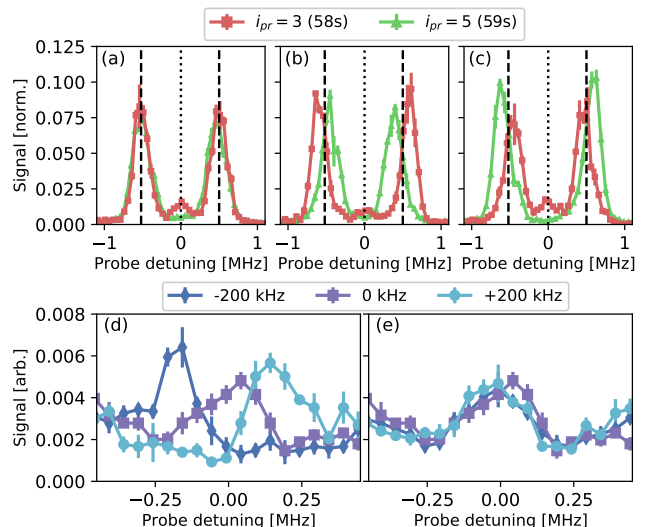 i_pr = 3 (58s) i_pr = 5 (59s)
(a) (b) (c)
0.125
0.100
0.075
0.050
0.025
0.000
Signal [norm.]
−1 0 1 −1 0 1 −1 0 1
Probe detuning [MHz] Probe detuning [MHz] Probe detuning [MHz]
-200 kHz 0 kHz +200 kHz
(d) (e)
0.008
0.006
0.004
0.002
0.000
Signal [arb.]
−0.25 0.00 0.25 −0.25 0.00 0.25
Probe detuning [MHz] Probe detuning [MHz]